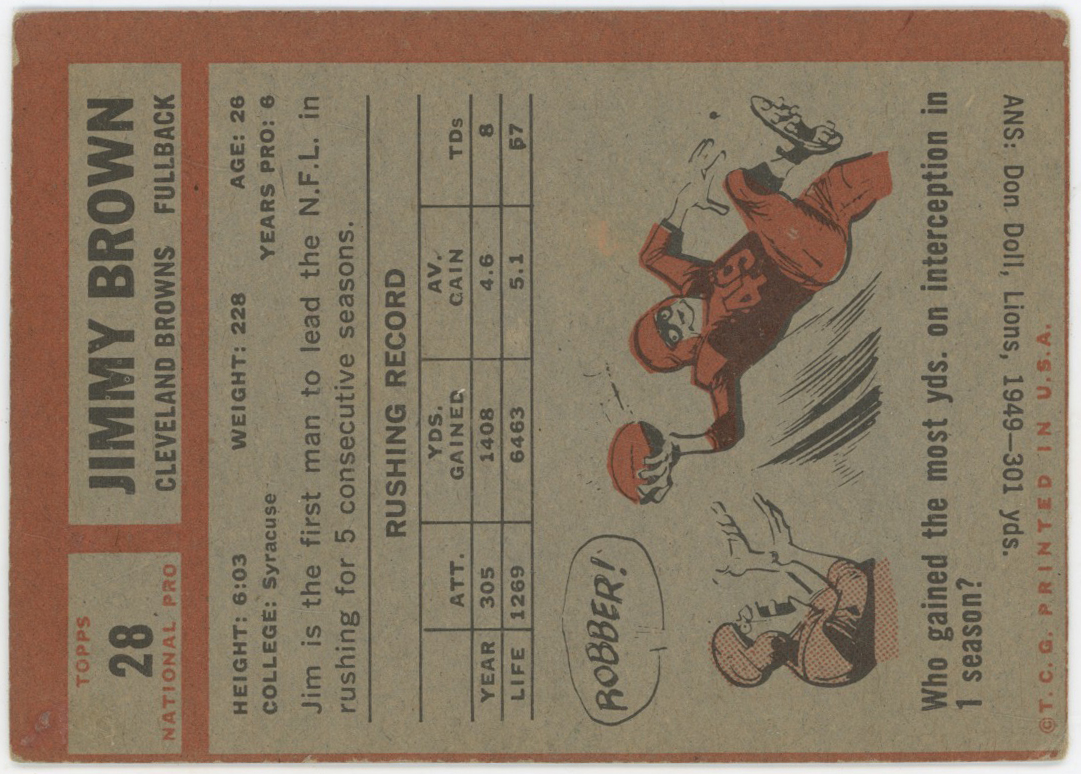 TOPPS
28
NATIONAL PRO
JIMMY BROWN
CLEVELAND BROWNS FULLBACK
HEIGHT: 6:03 WEIGHT: 228 AGE: 26
COLLEGE: Syracuse YEARS PRO: 6
Jim is the first man to lead the N.F.L. in
rushing for 5 consecutive seasons.
RUSHING RECORD
ATT. YDS. GAINED AV. GAIN TDs
YEAR 305 1408 4.6 8
LIFE 1269 6463 5.1 57
ROBBER!
64
Who gained the most yds. on interception in
1 season?
ANS: Don Doll, Lions, 1949—301 yds.
©T. C. G. PRINTED IN U.S.A.